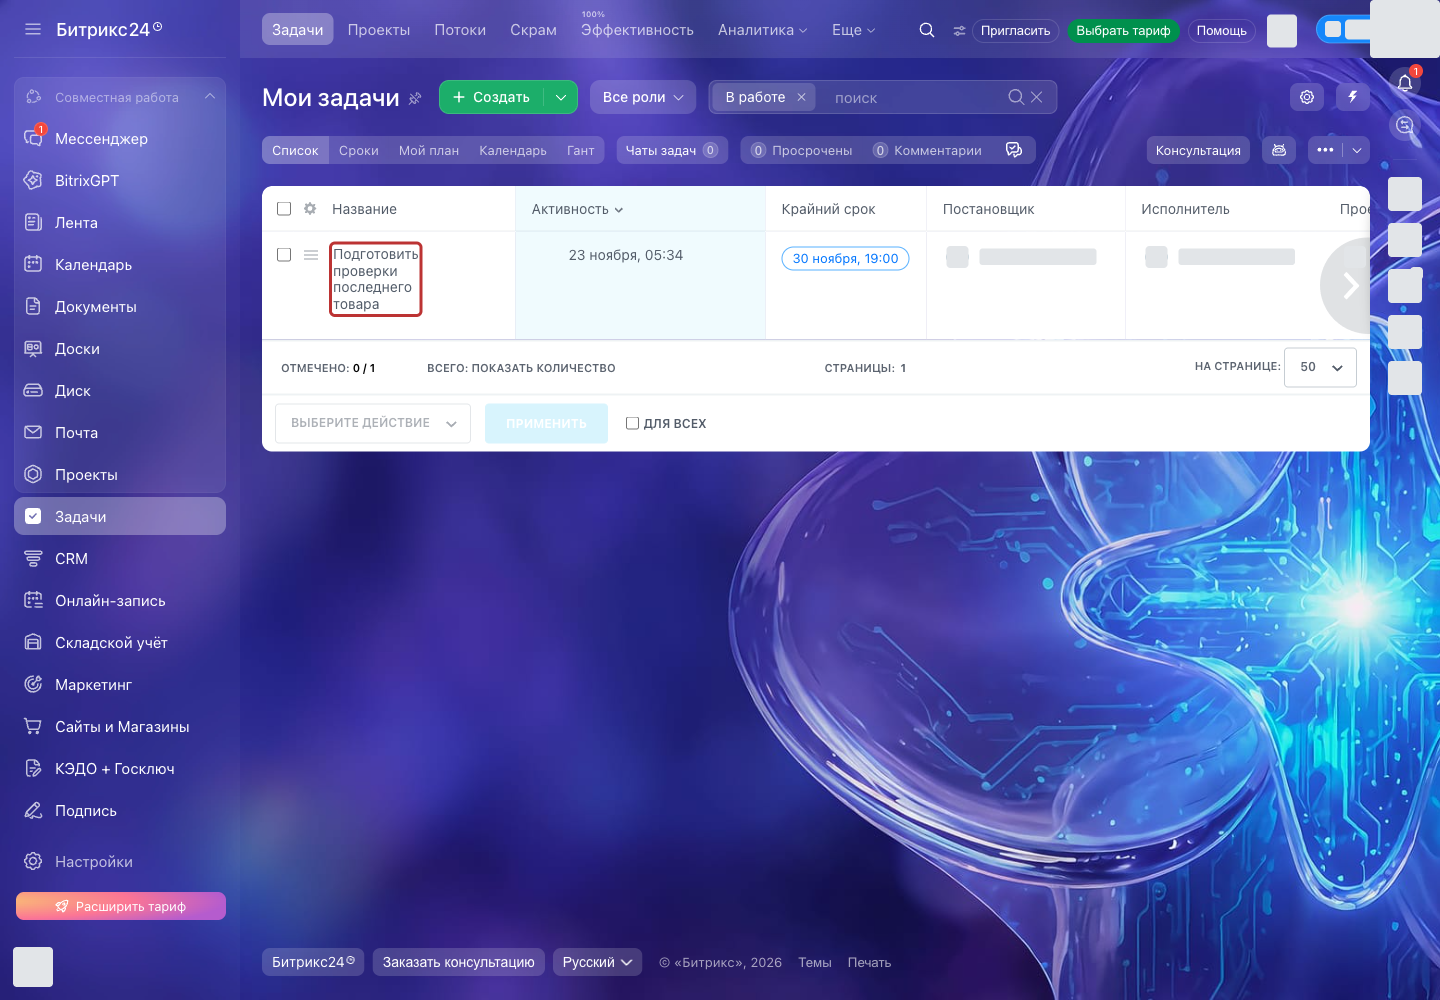 Битрикс24
Задачи
Проекты
Потоки
Скрам
100%
Эффективность
Аналитика
Еще
Пригласить
Выбрать тариф
Помощь
Совместная работа
1
Мессенджер
BitrixGPT
Лента
Календарь
Документы
Доски
Диск
Почта
Проекты
Задачи
CRM
Онлайн-запись
Складской учёт
Маркетинг
Сайты и Магазины
КЭДО + Госключ
Подпись
Настройки
Расширить тариф
Мои задачи
Создать
Все роли
В работе
поиск
1
Список
Сроки
Мой план
Календарь
Гант
Чаты задач 0
0 Просрочены
0 Комментарии
Консультация
Название
Активность
Крайний срок
Постановщик
Исполнитель
Прое
Подготовить
проверки
последнего
товара
23 ноября, 05:34
30 ноября, 19:00
ОТМЕЧЕНО: 0 / 1
ВСЕГО: ПОКАЗАТЬ КОЛИЧЕСТВО
СТРАНИЦЫ: 1
НА СТРАНИЦЕ: 50
ВЫБЕРИТЕ ДЕЙСТВИЕ
ПРИМЕНИТЬ
ДЛЯ ВСЕХ
Битрикс24
Заказать консультацию
Русский
© «Битрикс», 2026
Темы
Печать